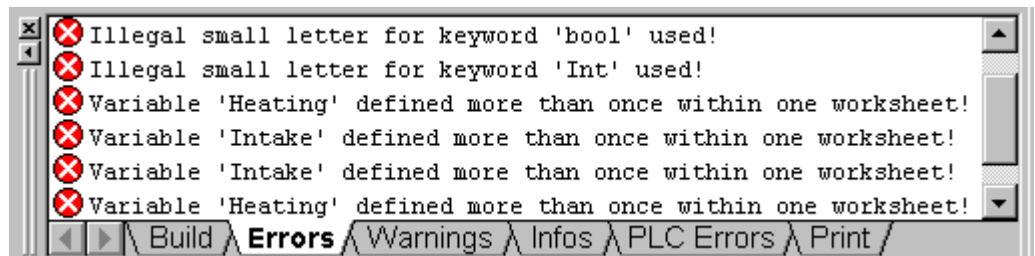 Illegal small letter for keyword 'bool' used!
Illegal small letter for keyword 'Int' used!
Variable 'Heating' defined more than once within one worksheet!
Variable 'Intake' defined more than once within one worksheet!
Variable 'Intake' defined more than once within one worksheet!
Variable 'Heating' defined more than once within one worksheet!
Build Errors Warnings Infos PLC Errors Print